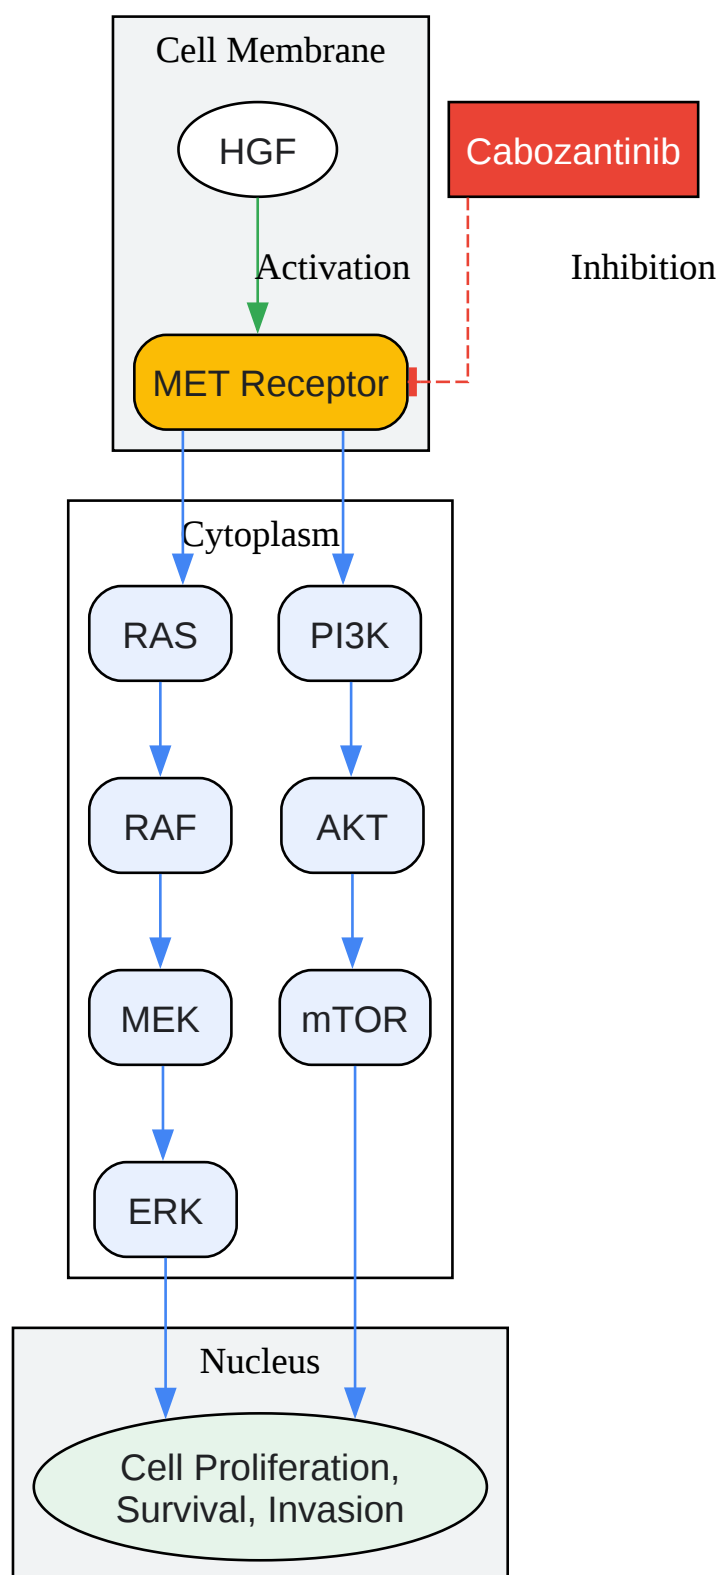 Cell Membrane
HGF
Cabozantinib
Activation
Inhibition
MET Receptor
Cytoplasm
RAS
PI3K
RAF
AKT
MEK
mTOR
ERK
Nucleus
Cell Proliferation,
Survival, Invasion